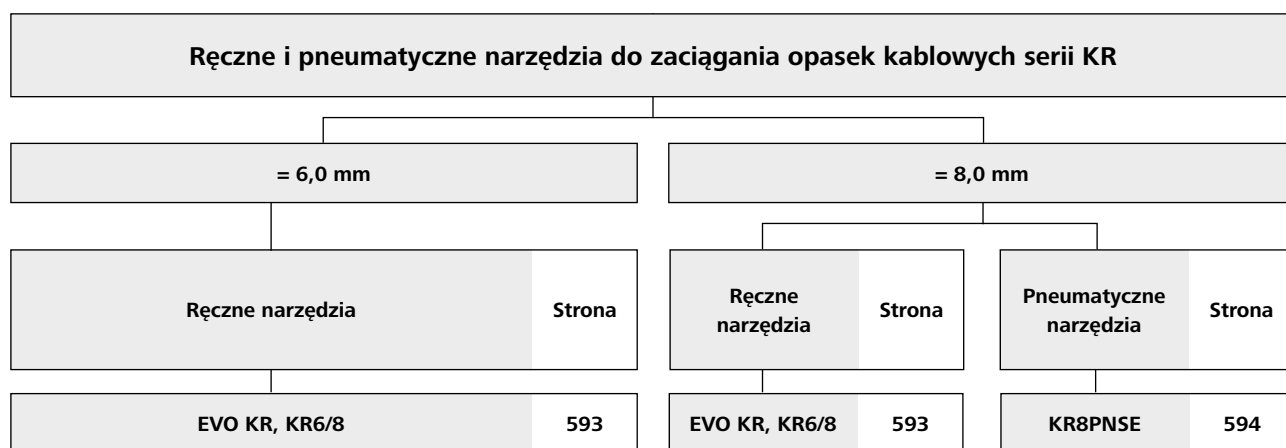 Ręczne i pneumatyczne narzędzia do zaciągania opasek kablowych serii KR
= 6,0 mm
= 8,0 mm
Ręczne narzędzia
Strona
Ręczne
narzędzia
Strona
Pneumatyczne
narzędzia
Strona
EVO KR, KR6/8
593
EVO KR, KR6/8
593
KR8PNSE
594